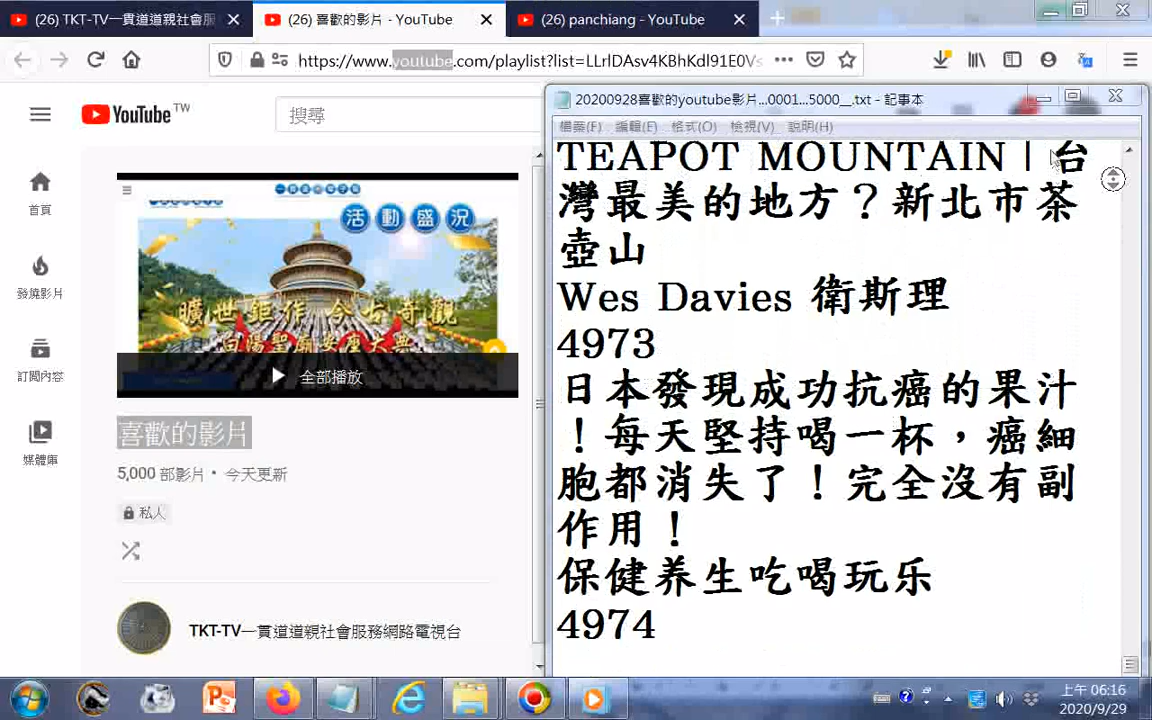 (26) TKT-TV一貫道道親社會服
(26) 喜歡的影片 - YouTube
(26) panchiang - YouTube
https://www.youtube.com/playlist?list=LLrlDAsv4KBhKdl91E0Vs
YouTube TW
搜尋
首頁
發燒影片
訂閱內容
媒體庫
活動盛況
曠世鉅作 今古奇觀
全部播放
喜歡的影片
5,000 部影片・今天更新
私人
TKT-TV一貫道道親社會服務網路電視台
20200928喜歡的youtube影片...0001...5000__.txt - 記事本
檔案(F) 編輯(E) 格式(O) 檢視(V) 說明(H)
TEAPOT MOUNTAIN | 台
灣最美的地方？新北市茶
壺山
Wes Davies 衛斯理
4973
日本發現成功抗癌的果汁
！每天堅持喝一杯，癌細
胞都消失了！完全沒有副
作用！
保健养生吃喝玩乐
4974
上午 06:16
2020/9/29